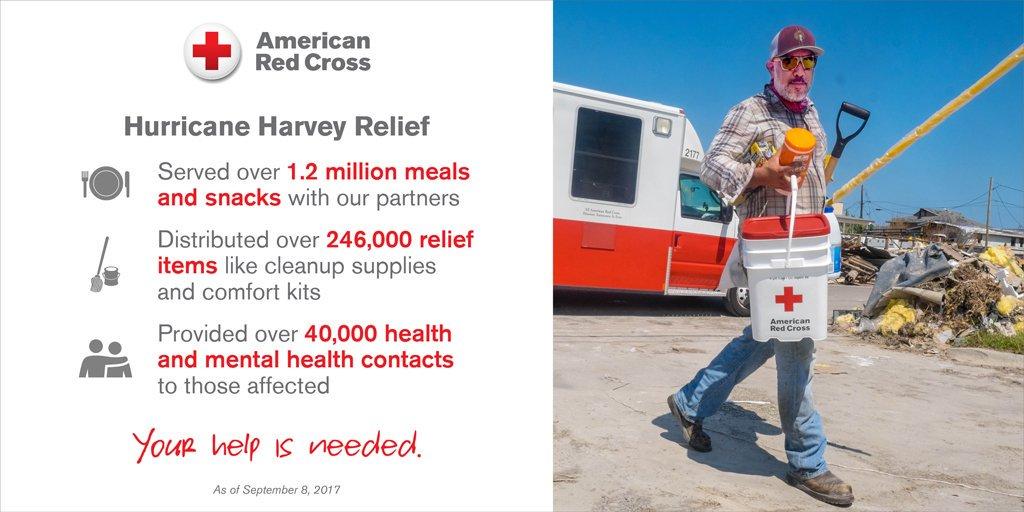 American
Red Cross
Hurricane Harvey Relief
Served over 1.2 million meals
and snacks with our partners
Distributed over 246,000 relief
items like cleanup supplies
and comfort kits
Provided over 40,000 health
and mental health contacts
to those affected
Your help is needed.
As of September 8, 2017
2177
American
Red Cross